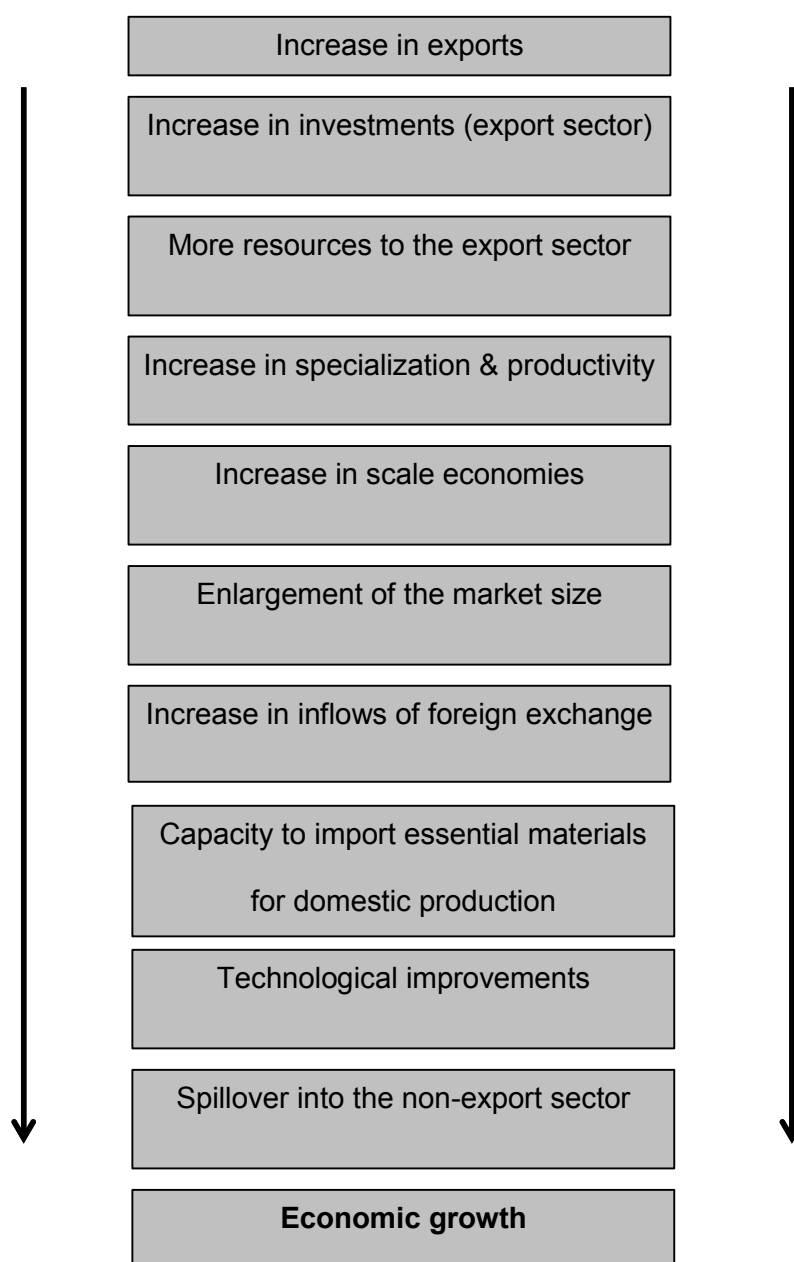 Increase in exports
Increase in investments (export sector)
More resources to the export sector
Increase in specialization & productivity
Increase in scale economies
Enlargement of the market size
Increase in inflows of foreign exchange
Capacity to import essential materials
for domestic production
Technological improvements
Spillover into the non-export sector
Economic growth